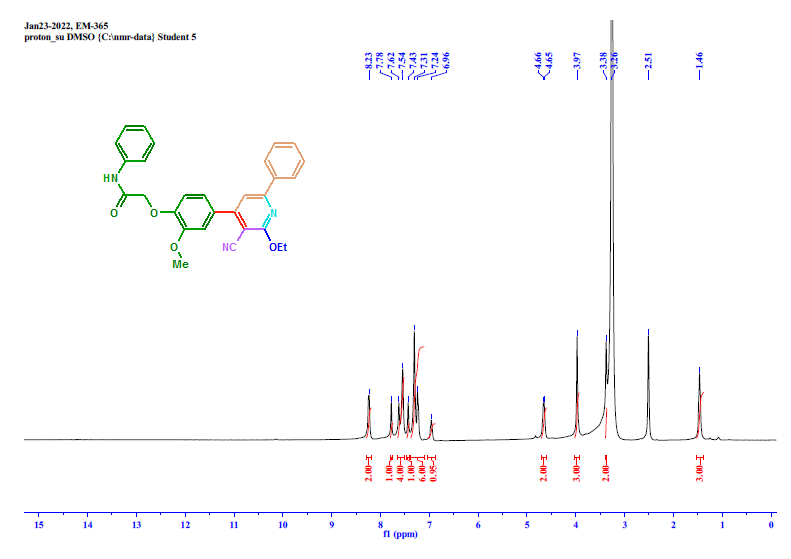 Jan23-2022, EM-365
proton_su DMSO {C:\nmr-data} Student 5
8.23 7.78 7.62 7.54 7.43 7.31 7.24 6.96 4.66 4.65 3.97 3.38 3.26 2.51 1.46
HN
O
O
N
NC
OEt
O
Me
2.00 1.00 4.00 1.00 6.00 0.95 2.00 3.00 2.00 3.00
15 14 13 12 11 10 9 8 7 6 5 4 3 2 1 0
f1 (ppm)